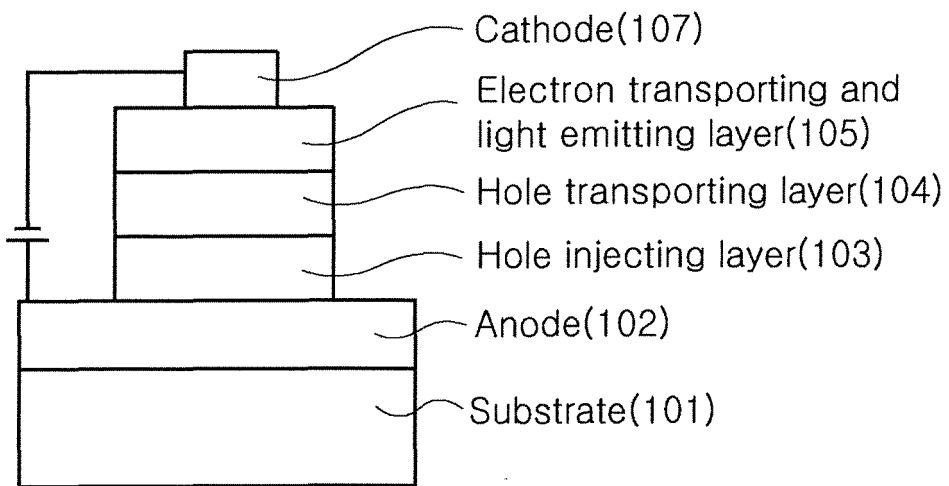 Cathode(107)
Electron transporting and
light emitting layer(105)
Hole transporting layer(104)
Hole injecting layer(103)
Anode(102)
Substrate(101)